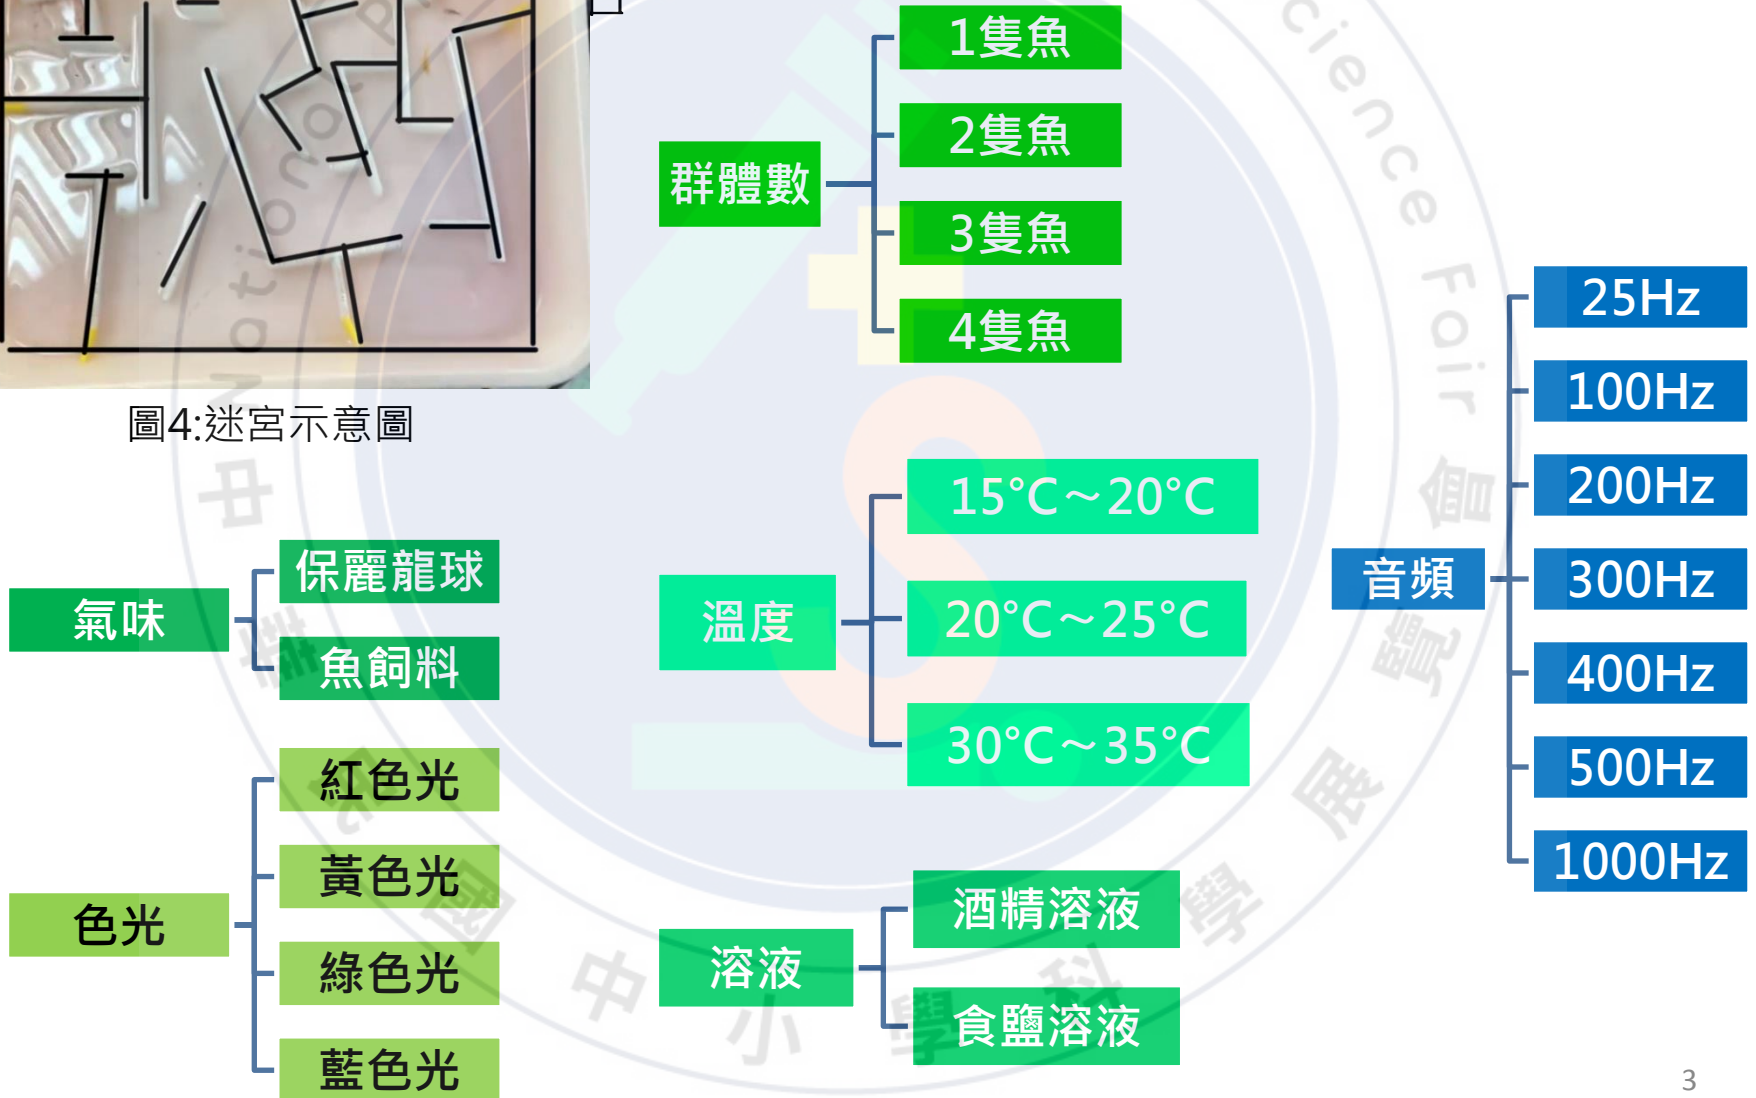 圖4:迷宮示意圖
氣味
保麗龍球
魚飼料
色光
紅色光
黃色光
綠色光
藍色光
群體數
1隻魚
2隻魚
3隻魚
4隻魚
溫度
15°C～20°C
20°C～25°C
30°C～35°C
溶液
酒精溶液
食鹽溶液
音頻
25Hz
100Hz
200Hz
300Hz
400Hz
500Hz
1000Hz
3